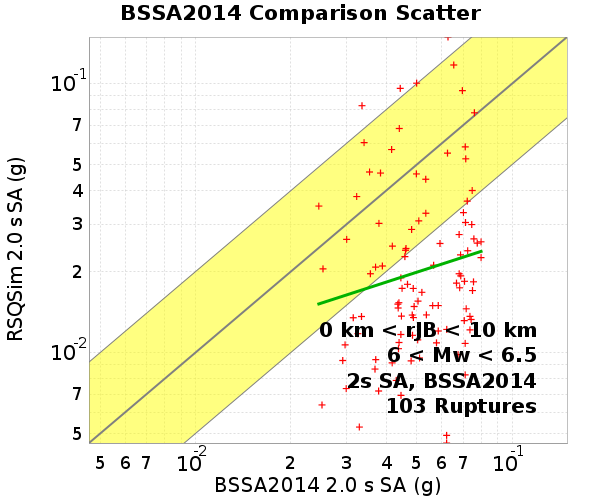 BSSA2014 Comparison Scatter
RSQSim 2.0 s SA (g)
10-1
7
5
4
3
2
10-2
7
5
0 km < rJB < 10 km
6 < Mw < 6.5
2s SA, BSSA2014
103 Ruptures
5 6 7 10-2 2 3 4 5 6 7 10-1
BSSA2014 2.0 s SA (g)